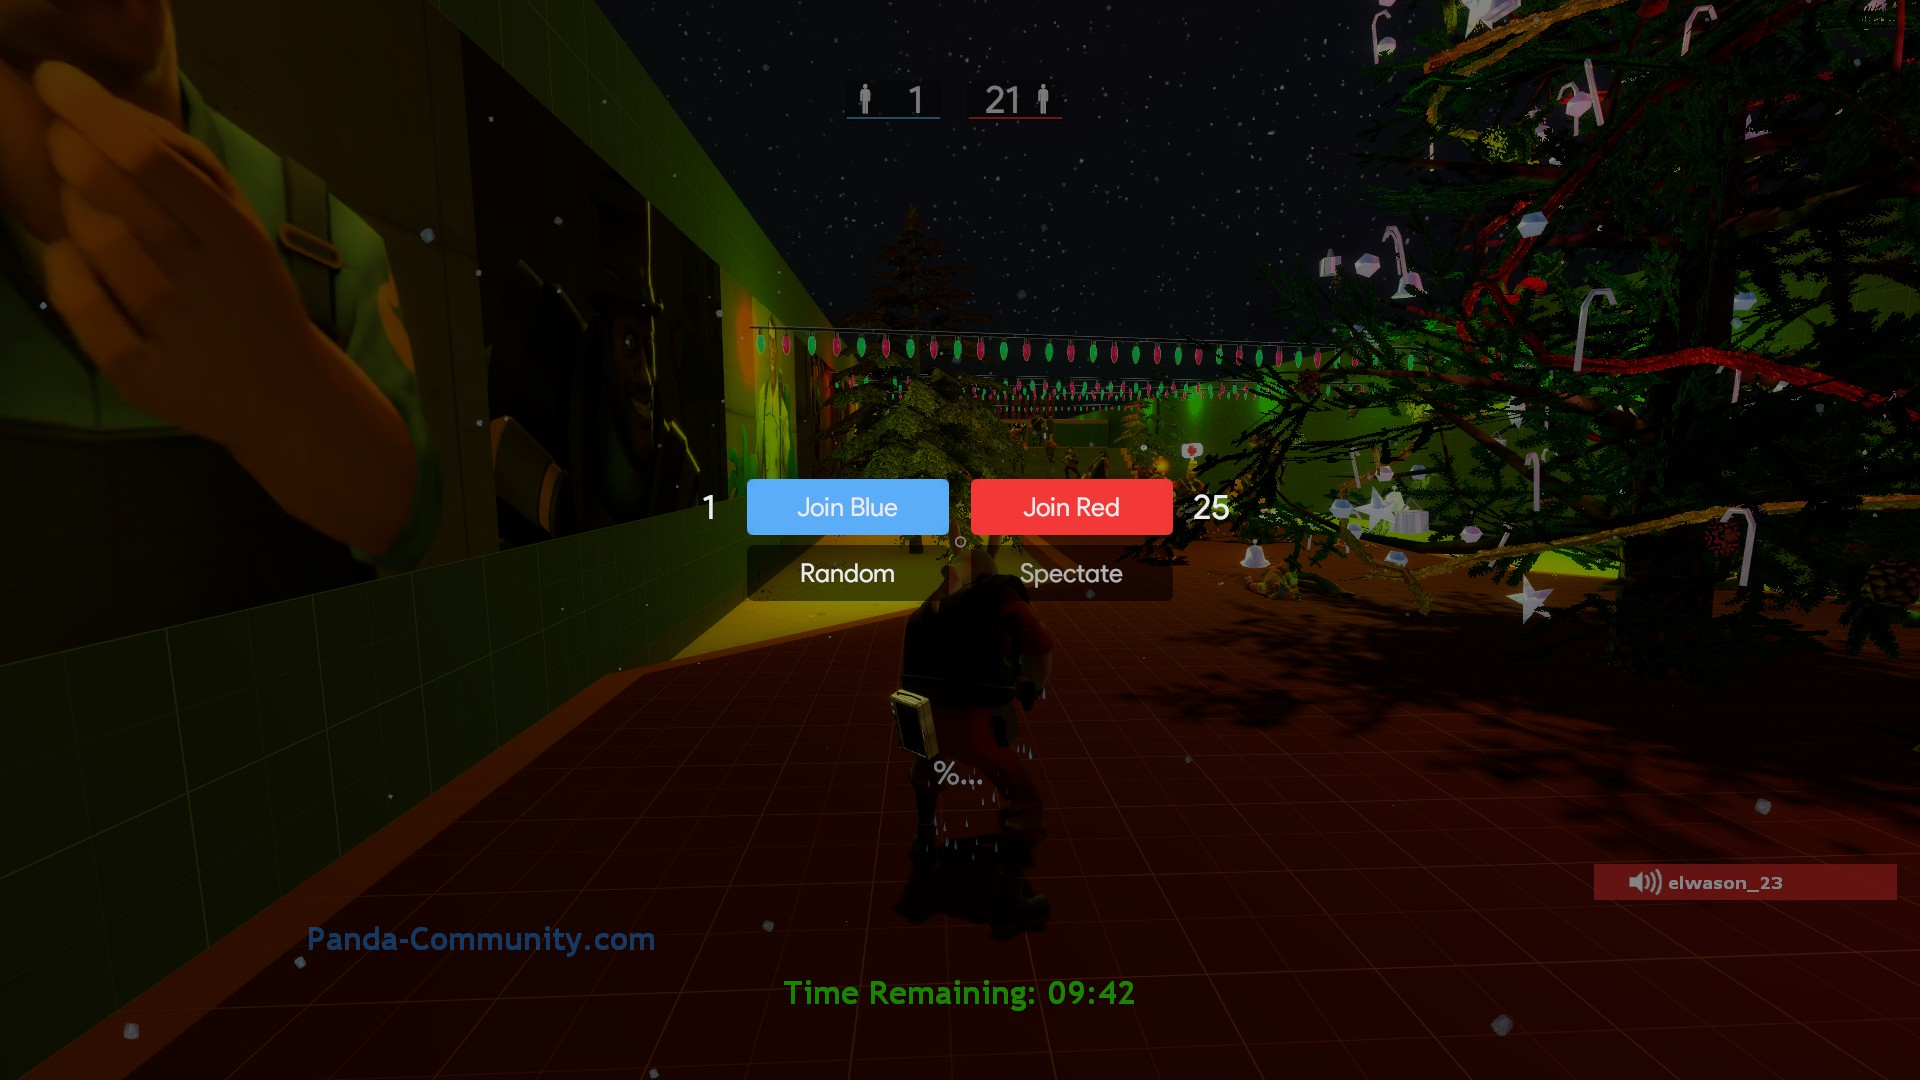 1 21
1 Join Blue Join Red 25
Random Spectate
%...
elwason_23
Panda-Community.com
Time Remaining: 09:42